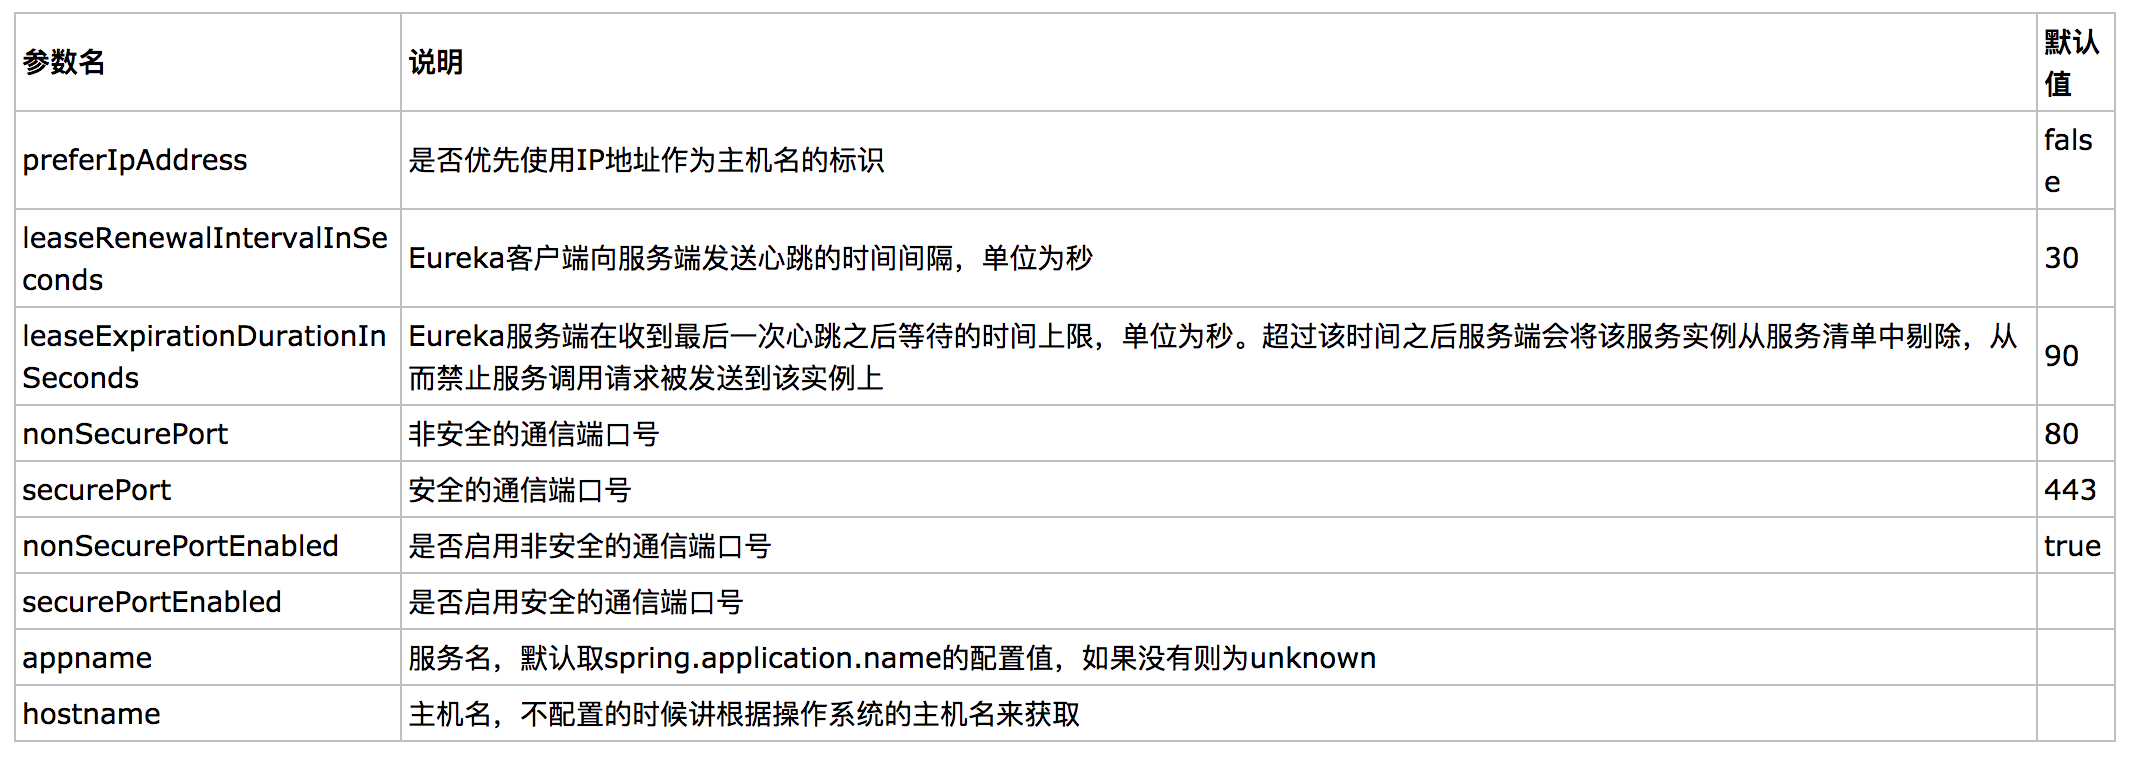 参数名 说明 默认
值
preferIpAddress 是否优先使用IP地址作为主机名的标识 fals
e
leaseRenewalIntervalInSe
conds Eureka客户端向服务端发送心跳的时间间隔，单位为秒 30
leaseExpirationDurationIn
Seconds Eureka服务端在收到最后一次心跳之后等待的时间上限，单位为秒。超过该时间之后服务端会将该服务实例从服务清单中剔除，从
而禁止服务调用请求被发送到该实例上 90
nonSecurePort 非安全的通信端口号 80
securePort 安全的通信端口号 443
nonSecurePortEnabled 是否启用非安全的通信端口号 true
securePortEnabled 是否启用安全的通信端口号
appname 服务名，默认取spring.application.name的配置值，如果没有则为unknown
hostname 主机名，不配置的时候讲根据操作系统的主机名来获取